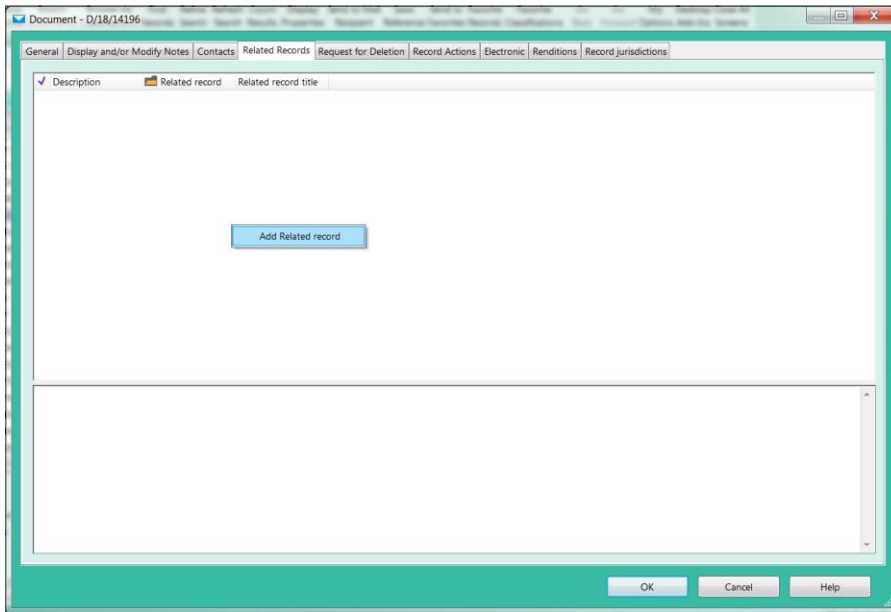 Document - D/18/14196
General Display and/or Modify Notes Contacts Related Records Request for Deletion Record Actions Electronic Renditions Record jurisdictions
Description Related record Related record title
Add Related record
OK Cancel Help